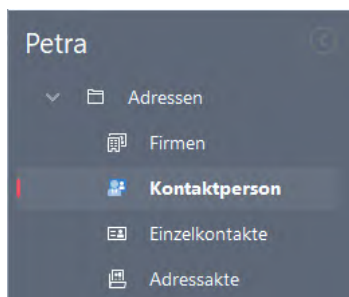 Petra
Adressen
Firmen
Kontaktperson
Einzelkontakte
Adressakte